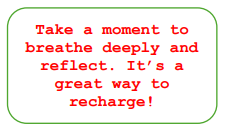 Take a moment to
breathe deeply and
reflect. It’s a
great way to
recharge!